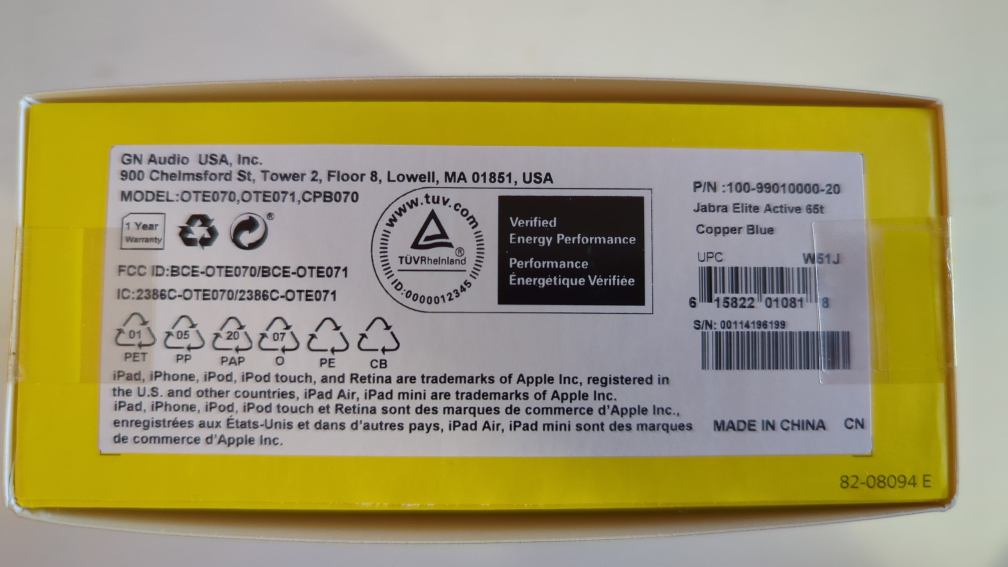 GN Audio USA, Inc.
900 Chelmsford St, Tower 2, Floor 8, Lowell, MA 01851, USA
MODEL:OTE070,OTE071,CPB070
1 Year
Warranty
®
FCC ID:BCE-OTE070/BCE-OTE071
IC:2386C-OTE070/2386C-OTE071
www.tuv.com
TÜVRheinland
®
ID:0000012345
Verified
Energy Performance
Performance
Énergétique Vérifiée
P/N :100-99010000-20
Jabra Elite Active 65t
Copper Blue
UPC W51J
6 15822 01081 8
S/N: 00114196199
01 05 20 07
PET PP PAP O PE CB
iPad, iPhone, iPod, iPod touch, and Retina are trademarks of Apple Inc, registered in
the U.S. and other countries, iPad Air, iPad mini are trademarks of Apple Inc.
iPad, iPhone, iPod, iPod touch et Retina sont des marques de commerce d'Apple Inc.,
enregistrées aux États-Unis et dans d'autres pays, iPad Air, iPad mini sont des marques
de commerce d'Apple Inc.
MADE IN CHINA CN
82-08094 E